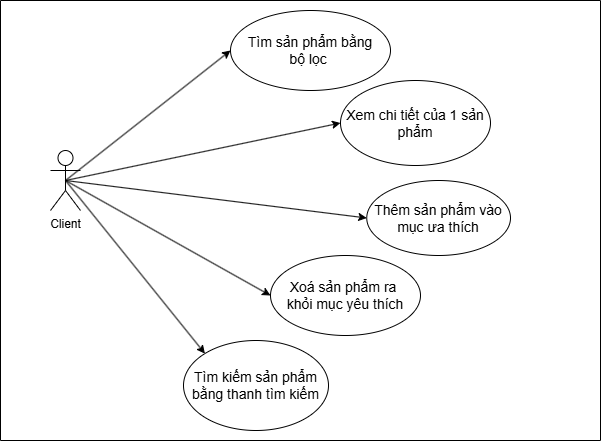 Tìm sản phẩm bằng
bộ lọc
Xem chi tiết của 1 sản
phẩm
Client
Thêm sản phẩm vào
mục ưa thích
Xoá sản phẩm ra
khỏi mục yêu thích
Tìm kiếm sản phẩm
bằng thanh tìm kiếm